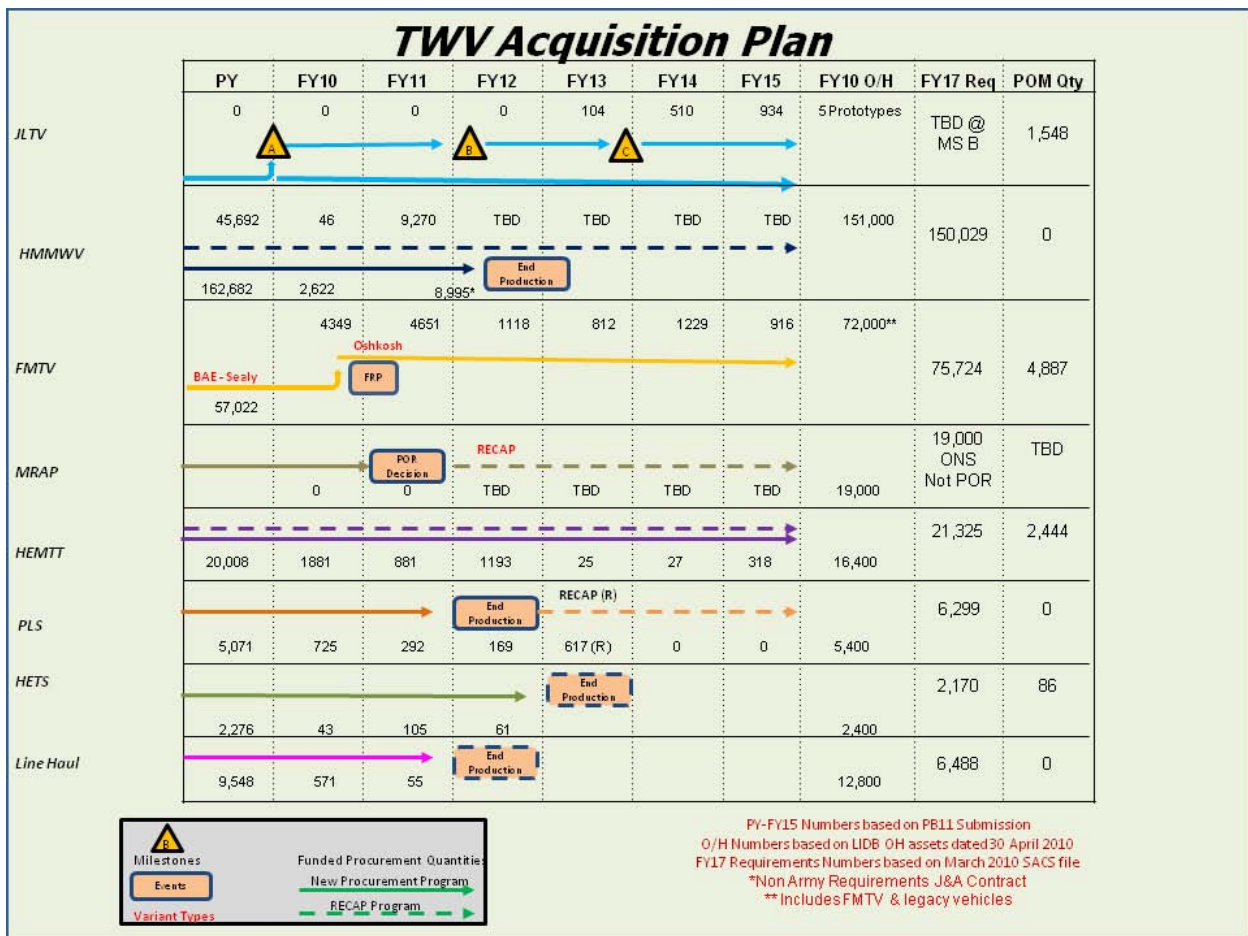 TWV Acquisition Plan
PY FY10 FY11 FY12 FY13 FY14 FY15 FY10 O/H FY17 Req POM Qty
0 0 0 0 104 510 934 5 Prototypes
JLTV
A B C
TBD @
MS B
1,548
45,692 46 9,270 TBD TBD TBD TBD 151,000
HMMWV
150,029 0
End
Production
162,682 2,622 8,995*
4349 4651 1118 812 1229 916 72,000**
Oshkosh
FMTV
BAE - Sealy
FRP
75,724 4,887
57,022
MRAP
POR
Decision
RECAP
19,000
ONS
Not POR
TBD
0 0 TBD TBD TBD TBD 19,000
HEMTT
21,325 2,444
20,008 1881 881 1193 25 27 318 16,400
PLS
End
Production
RECAP (R)
6,299 0
5,071 725 292 169 617 (R) 0 0 5,400
HETS
End
Production
2,170 86
2,276 43 105 61 2,400
Line Haul
End
Production
6,488 0
9,548 571 55 12,800
B
Milestones
Events
Variant Types
Funded Procurement Quantities
New Procurement Program
RECAP Program
PY-FY15 Numbers based on PB11 Submission
O/H Numbers based on LIDB OH assets dated 30 April 2010
FY17 Requirements Numbers based on March 2010 SACS file
*Non Army Requirements J&A Contract
** Includes FMTV & legacy vehicles